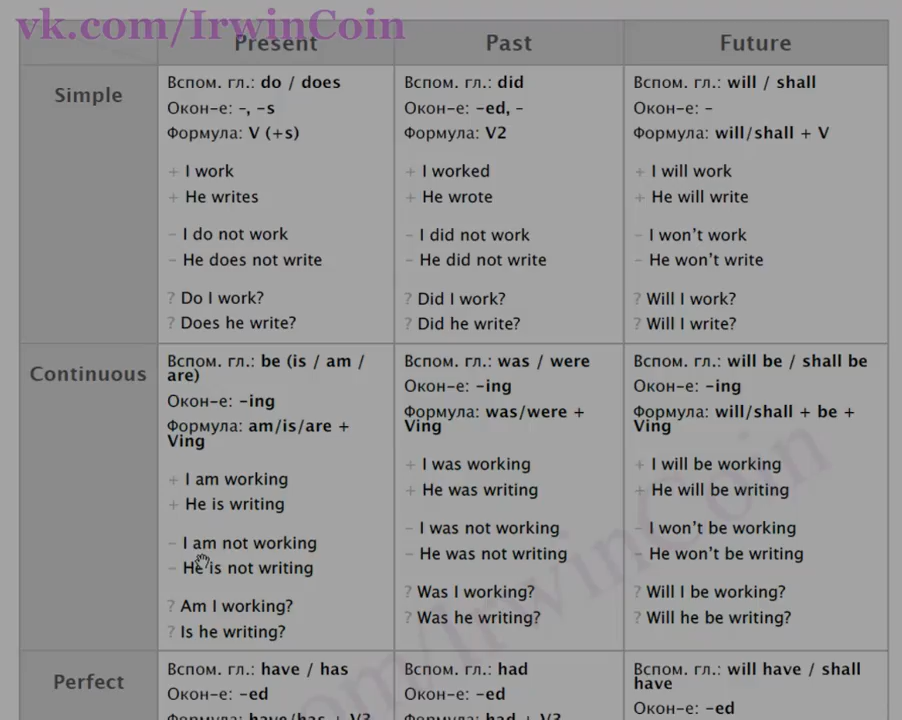 vk.com/IrwinCoin
Present
Past
Future
Simple
Вспом. гл.: do / does
Окон-е: –, –s
Формула: V (+s)
+ I work
+ He writes
– I do not work
– He does not write
? Do I work?
? Does he write?
Вспом. гл.: did
Окон-е: –ed, –
Формула: V2
+ I worked
+ He wrote
– I did not work
– He did not write
? Did I work?
? Did he write?
Вспом. гл.: will / shall
Окон-е: –
Формула: will/shall + V
+ I will work
+ He will write
– I won't work
– He won't write
? Will I work?
? Will I write?
Continuous
Вспом. гл.: be (is / am /
are)
Окон-е: –ing
Формула: am/is/are +
Ving
+ I am working
+ He is writing
– I am not working
– He is not writing
? Am I working?
? Is he writing?
Вспом. гл.: was / were
Окон-е: –ing
Формула: was/were +
Ving
+ I was working
+ He was writing
– I was not working
– He was not writing
? Was I working?
? Was he writing?
Вспом. гл.: will be / shall be
Окон-е: –ing
Формула: will/shall + be +
Ving
+ I will be working
+ He will be writing
– I won't be working
– He won't be writing
? Will I be working?
? Will he be writing?
Perfect
Вспом. гл.: have / has
Окон-е: –ed
Формула: have/has + V3
Вспом. гл.: had
Окон-е: –ed
Формула: had + V3
Вспом. гл.: will have / shall
have
Окон-е: –ed
com/IrwinCoin